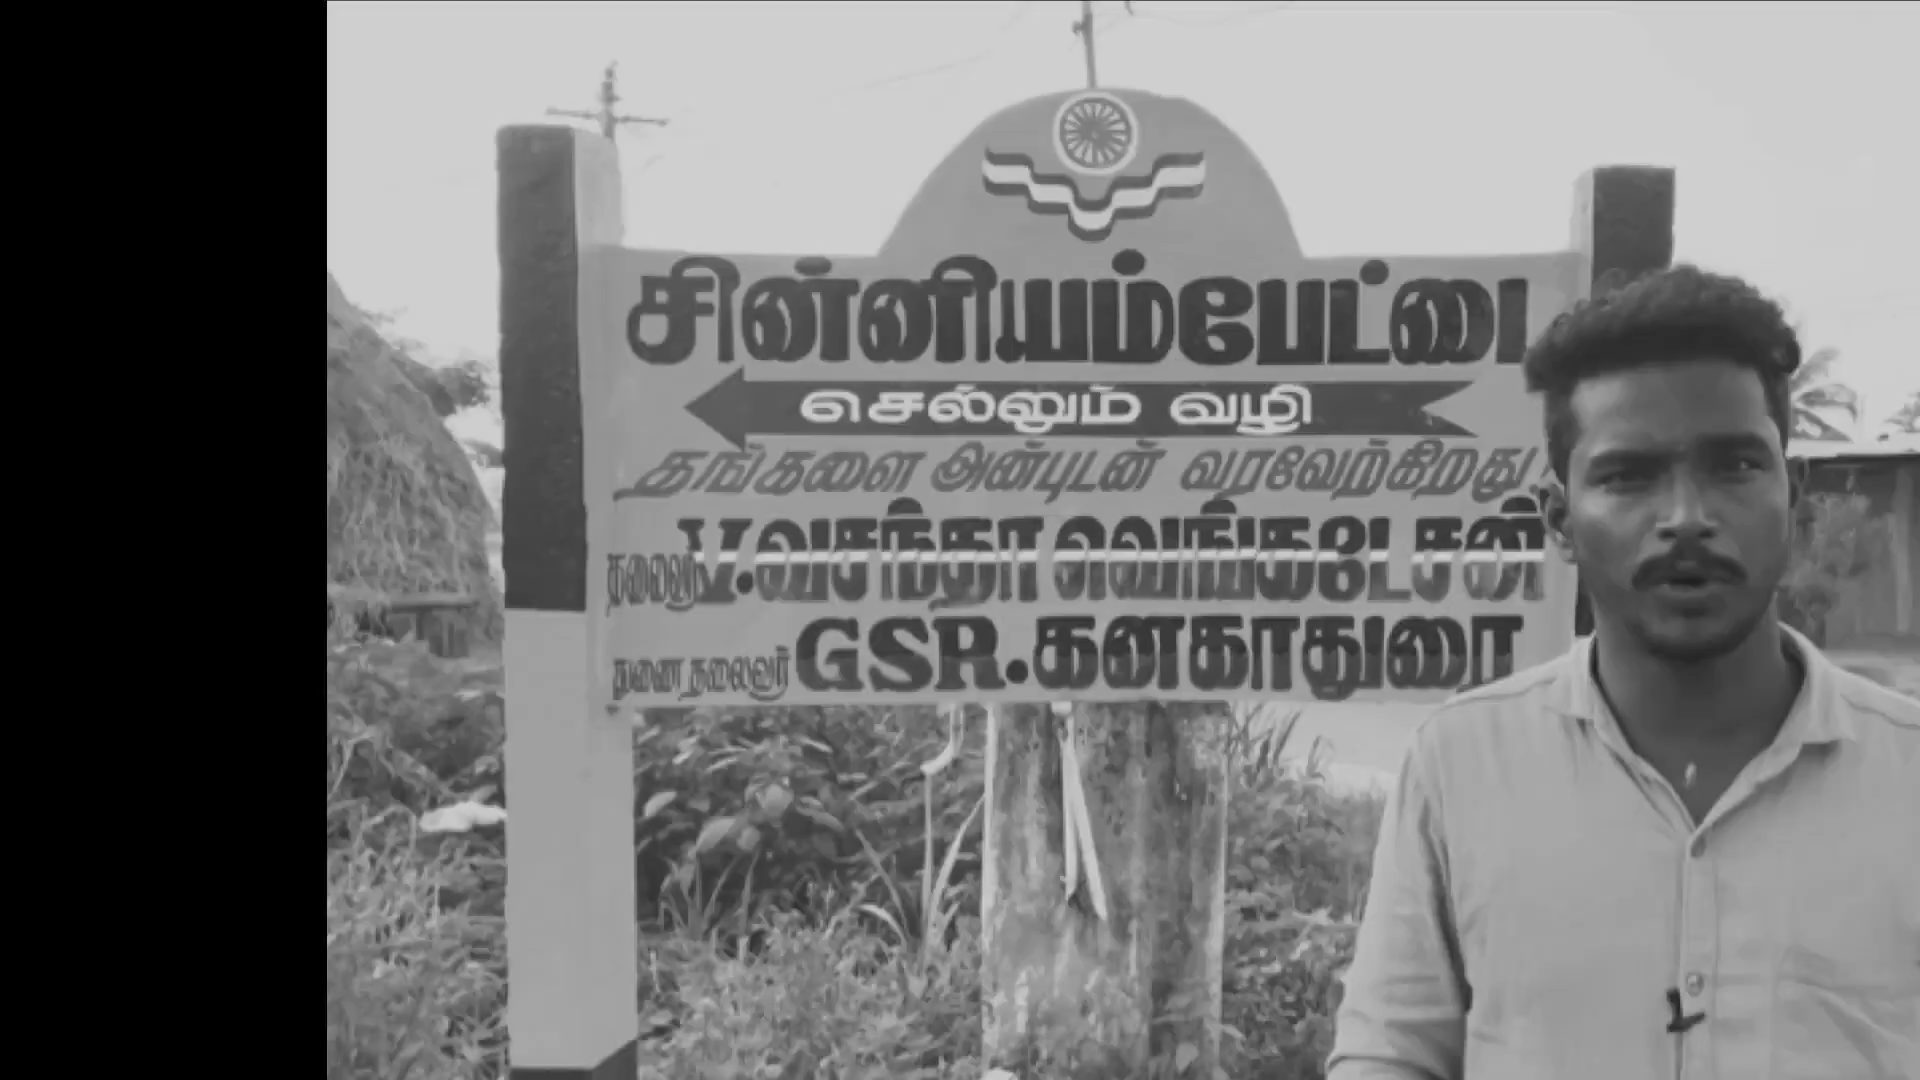 சின்னியம்பேட்டை
செல்லும் வழி
தங்களை அன்புடன் வரவேற்கிறது
தலைவர் V.வசந்தா வெங்கடேசன்
துணை தலைவர் GSR.கனகாதுரை